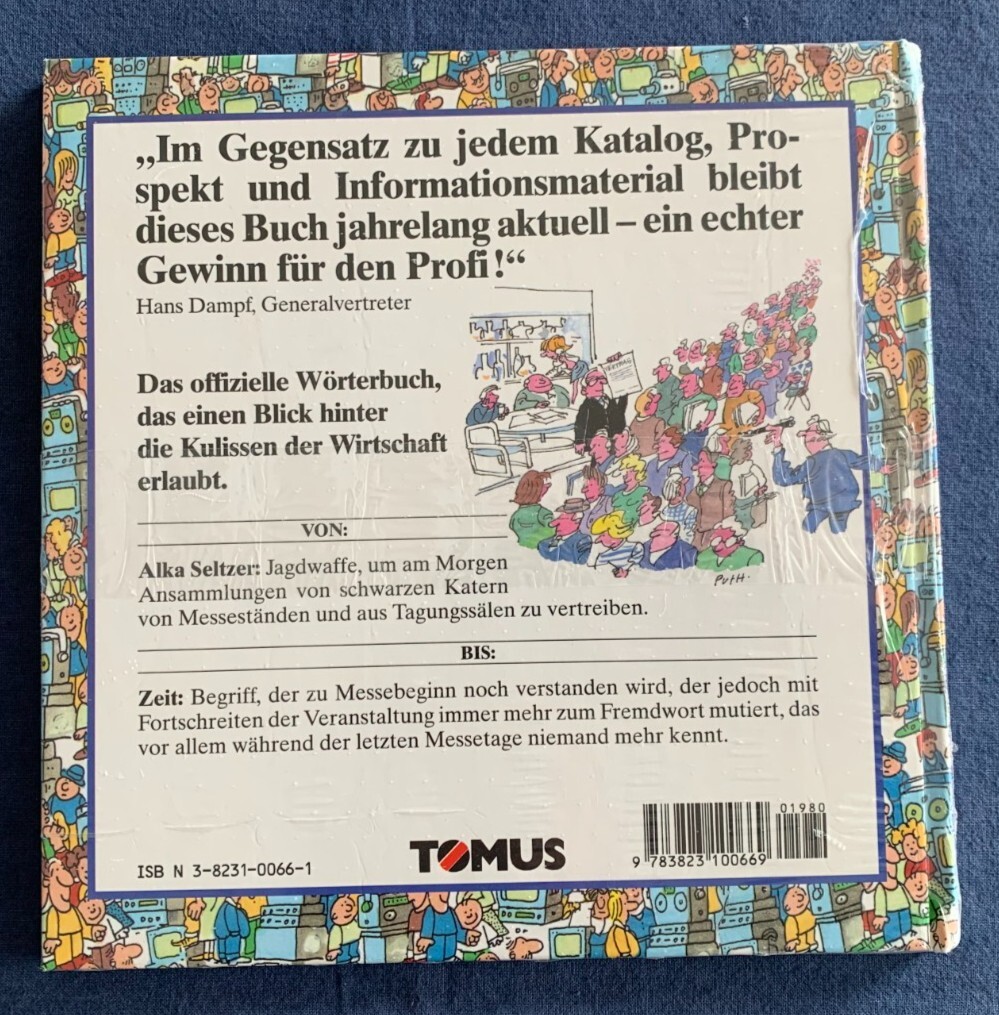 „Im Gegensatz zu jedem Katalog, Pro-
spekt und Informationsmaterial bleibt
dieses Buch jahrelang aktuell – ein echter
Gewinn für den Profi!“
Hans Dampf, Generalvertreter
Das offizielle Wörterbuch,
das einen Blick hinter
die Kulissen der Wirtschaft
erlaubt.
VERTRAG
PUTH.
VON:
Alka Seltzer: Jagdwaffe, um am Morgen
Ansammlungen von schwarzen Katern
von Messeständen und aus Tagungssälen zu vertreiben.
BIS:
Zeit: Begriff, der zu Messebeginn noch verstanden wird, der jedoch mit
Fortschreiten der Veranstaltung immer mehr zum Fremdwort mutiert, das
vor allem während der letzten Messetage niemand mehr kennt.
ISB N 3-8231-0066-1
TOMUS
01980
9 783823 100669